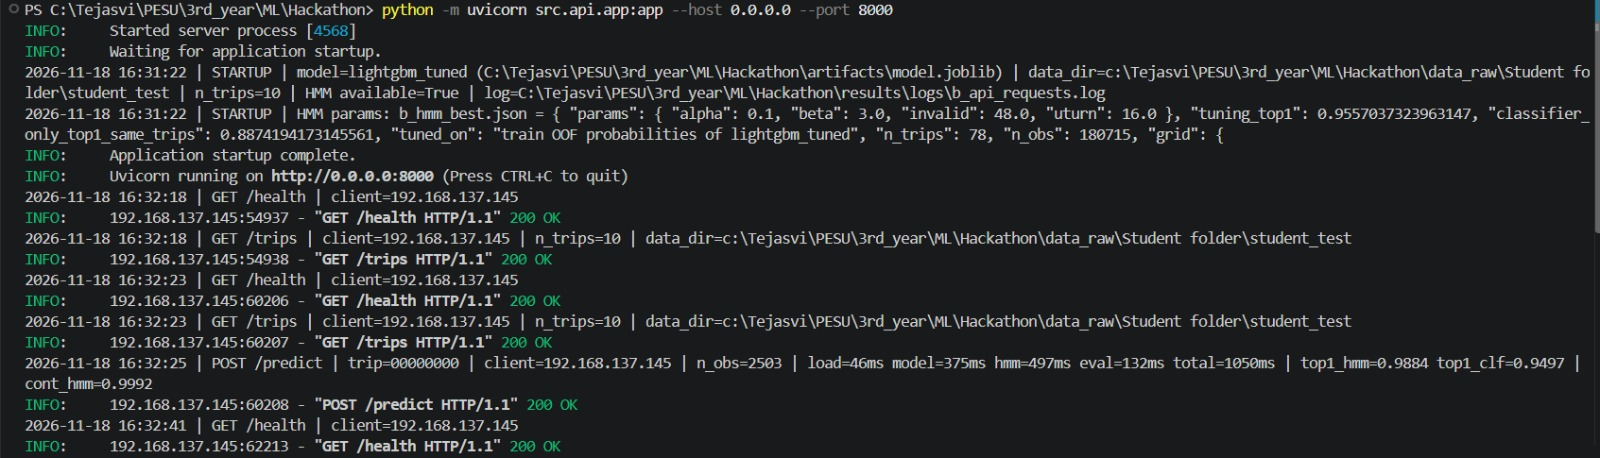 PS C:\Tejasvi\PESU\3rd_year\ML\Hackathon> python -m uvicorn src.api.app:app --host 0.0.0.0 --port 8000
INFO:     Started server process [4568]
INFO:     Waiting for application startup.
2026-11-18 16:31:22 | STARTUP | model=lightgbm_tuned (C:\Tejasvi\PESU\3rd_year\ML\Hackathon\artifacts\model.joblib) | data_dir=c:\Tejasvi\PESU\3rd_year\ML\Hackathon\data_raw\Student fo
lder\student_test | n_trips=10 | HMM available=True | log=C:\Tejasvi\PESU\3rd_year\ML\Hackathon\results\logs\b_api_requests.log
2026-11-18 16:31:22 | STARTUP | HMM params: b_hmm_best.json = { "params": { "alpha": 0.1, "beta": 3.0, "invalid": 48.0, "uturn": 16.0 }, "tuning_top1": 0.9557037323963147, "classifier_
only_top1_same_trips": 0.8874194173145561, "tuned_on": "train OOF probabilities of lightgbm_tuned", "n_trips": 78, "n_obs": 180715, "grid": {
INFO:     Application startup complete.
INFO:     Uvicorn running on http://0.0.0.0:8000 (Press CTRL+C to quit)
2026-11-18 16:32:18 | GET /health | client=192.168.137.145
INFO:     192.168.137.145:54937 - "GET /health HTTP/1.1" 200 OK
2026-11-18 16:32:18 | GET /trips | client=192.168.137.145 | n_trips=10 | data_dir=c:\Tejasvi\PESU\3rd_year\ML\Hackathon\data_raw\Student folder\student_test
INFO:     192.168.137.145:54938 - "GET /trips HTTP/1.1" 200 OK
2026-11-18 16:32:23 | GET /health | client=192.168.137.145
INFO:     192.168.137.145:60206 - "GET /health HTTP/1.1" 200 OK
2026-11-18 16:32:23 | GET /trips | client=192.168.137.145 | n_trips=10 | data_dir=c:\Tejasvi\PESU\3rd_year\ML\Hackathon\data_raw\Student folder\student_test
INFO:     192.168.137.145:60207 - "GET /trips HTTP/1.1" 200 OK
2026-11-18 16:32:25 | POST /predict | trip=00000000 | client=192.168.137.145 | n_obs=2503 | load=46ms model=375ms hmm=497ms eval=132ms total=1050ms | top1_hmm=0.9884 top1_clf=0.9497 |
cont_hmm=0.9992
INFO:     192.168.137.145:60208 - "POST /predict HTTP/1.1" 200 OK
2026-11-18 16:32:41 | GET /health | client=192.168.137.145
INFO:     192.168.137.145:62213 - "GET /health HTTP/1.1" 200 OK